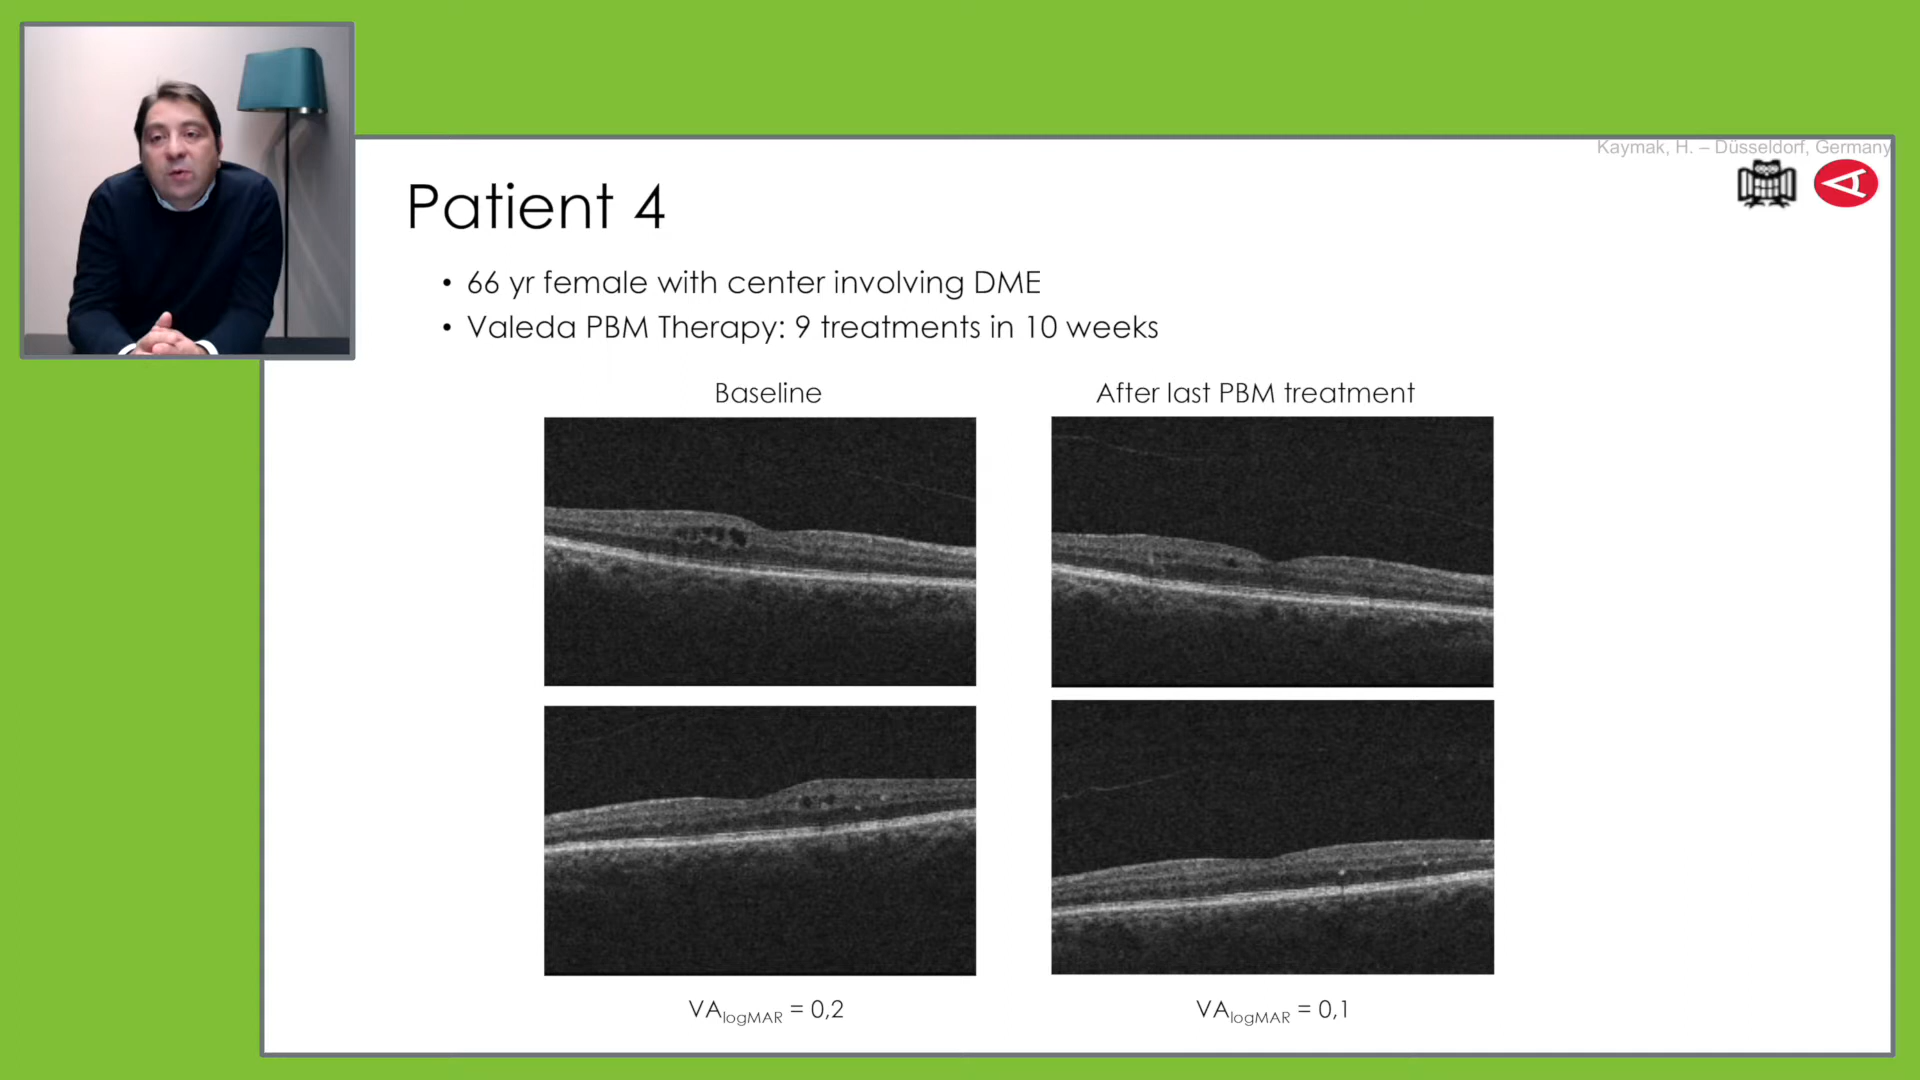 Kaymak, H. – Düsseldorf, Germany
Patient 4
• 66 yr female with center involving DME
• Valeda PBM Therapy: 9 treatments in 10 weeks
Baseline
After last PBM treatment
VAlogMAR = 0,2
VAlogMAR = 0,1